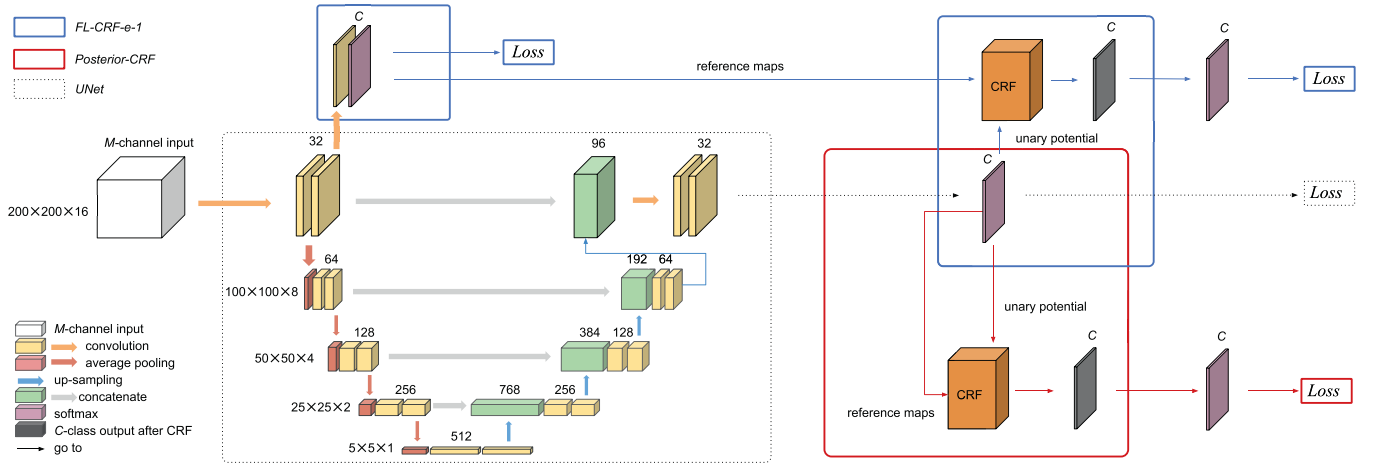 FL-CRF-e-1
Posterior-CRF
UNet
C
Loss
reference maps
CRF
C
C
Loss
unary potential
M-channel input
200×200×16
32
96
32
C
Loss
64
100×100×8
192 64
128
50×50×4
384 128
256
25×25×2
768 256
5×5×1
512
unary potential
CRF
reference maps
C
C
Loss
M-channel input
convolution
average pooling
up-sampling
concatenate
softmax
C-class output after CRF
go to